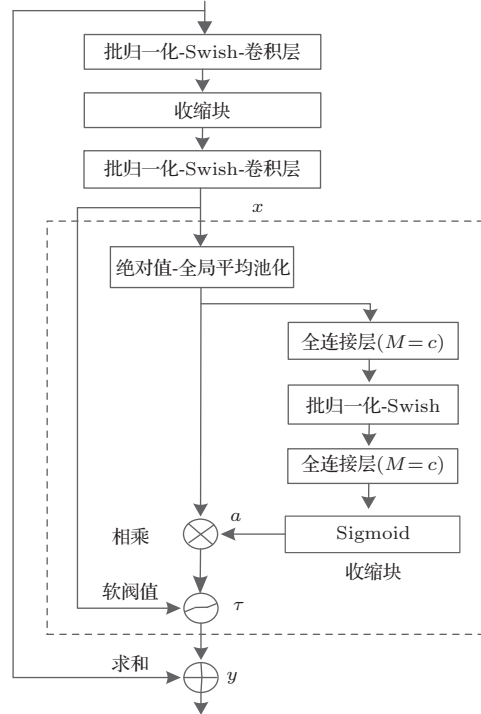 批归一化-Swish-卷积层
收缩块
批归一化-Swish-卷积层
x
绝对值-全局平均池化
全连接层(M=c)
批归一化-Swish
全连接层(M=c)
a
Sigmoid
相乘
收缩块
软阀值
τ
求和
y